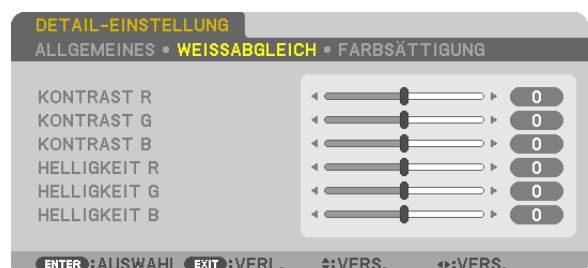 DETAIL-EINSTELLUNG
ALLGEMEINES • WEISSABGLEICH • FARBSÄTTIGUNG
KONTRAST R 0
KONTRAST G 0
KONTRAST B 0
HELLIGKEIT R 0
HELLIGKEIT G 0
HELLIGKEIT B 0
ENTER :AUSWAHL EXIT :VERL. :VERS. :VERS.